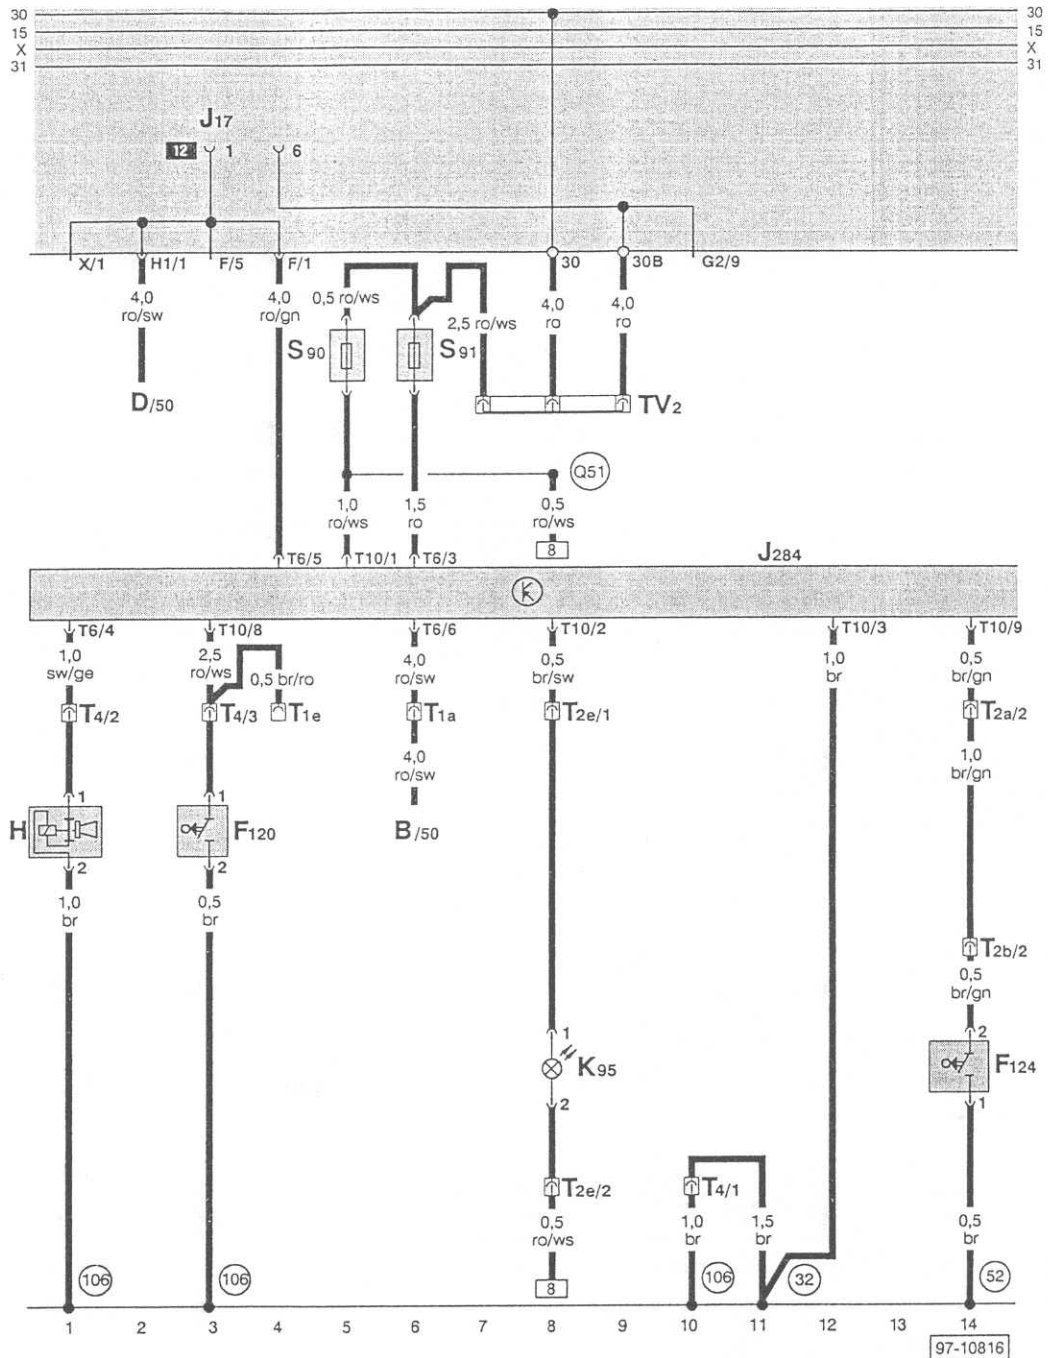 30 30
15 15
X X
31 31
J17
12 1 6
X/1 H1/1 F/5 F/1 30 30B G2/9
4,0 ro/sw
4,0 ro/gn
0,5 ro/ws
2,5 ro/ws
4,0 ro
4,0 ro
S90 S91
D/50 TV2
Q51
1,0 ro/ws
1,5 ro
0,5 ro/ws
8
J284
T6/5 T10/1 T6/3
T6/4 T10/8 T6/6 T10/2 T10/3 T10/9
1,0 sw/ge
2,5 ro/ws
0,5 br/ro
4,0 ro/sw
0,5 br/sw
1,0 br
0,5 br/gn
T4/2 T4/3 T1e T1a T2e/1 T2a/2
4,0 ro/sw
1,0 br/gn
1 1
H F120 B/50
2 2
1,0 br
0,5 br
T2b/2
0,5 br/gn
1 2
K95 F124
2 1
T2e/2 T4/1
0,5 ro/ws
1,0 br
1,5 br
0,5 br
106 106 8 106 32 52
1 2 3 4 5 6 7 8 9 10 11 12 13 14
97-10816